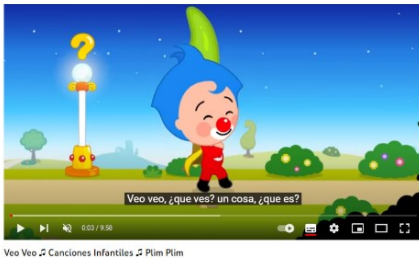 ?
Veo veo, ¿que ves? un cosa, ¿que es?
0:03 / 9:50
Veo Veo ♫ Canciones Infantiles ♫ Plim Plim